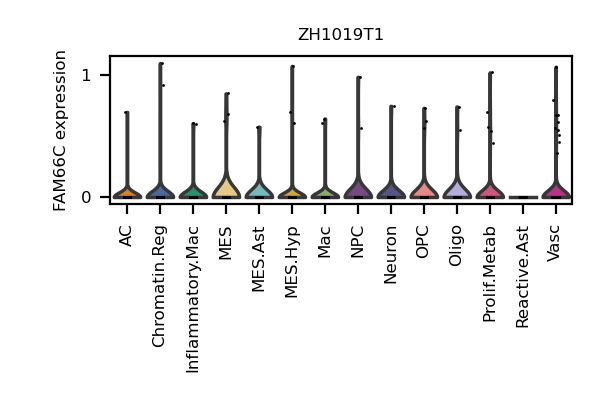 ZH1019T1
FAM66C expression
1
0
AC
Chromatin.Reg
Inflammatory.Mac
MES
MES.Ast
MES.Hyp
Mac
NPC
Neuron
OPC
Oligo
Prolif.Metab
Reactive.Ast
Vasc